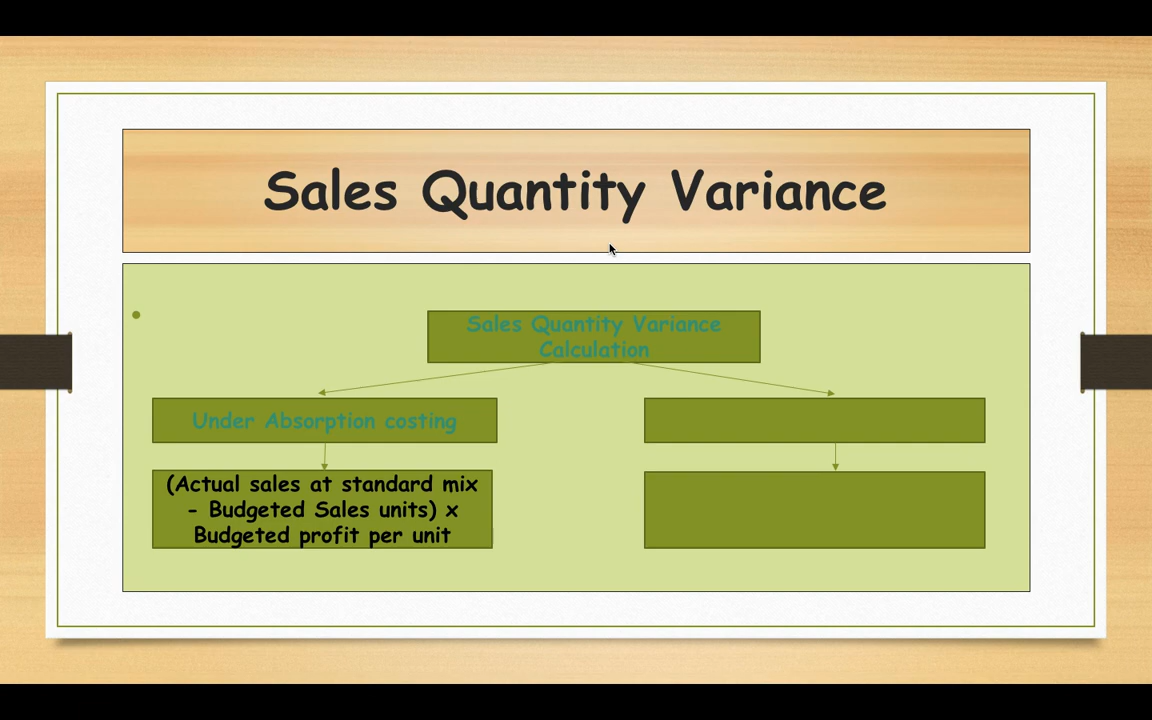 Sales Quantity Variance
Sales Quantity Variance
Calculation
Under Absorption costing
(Actual sales at standard mix
- Budgeted Sales units) x
Budgeted profit per unit